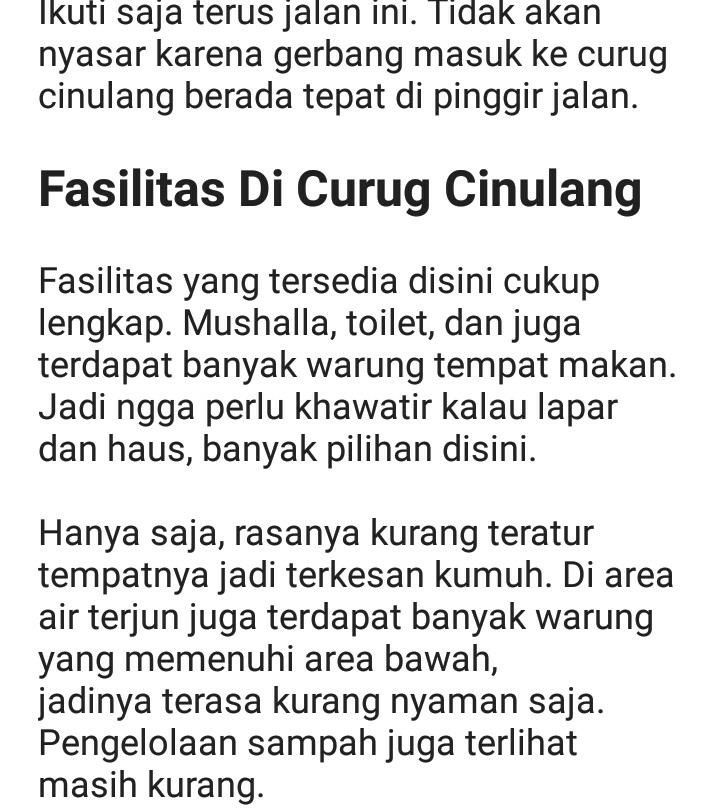 Ikuti saja terus jalan ini. Tidak akan
nyasar karena gerbang masuk ke curug
cinulang berada tepat di pinggir jalan.
Fasilitas Di Curug Cinulang
Fasilitas yang tersedia disini cukup
lengkap. Mushalla, toilet, dan juga
terdapat banyak warung tempat makan.
Jadi ngga perlu khawatir kalau lapar
dan haus, banyak pilihan disini.
Hanya saja, rasanya kurang teratur
tempatnya jadi terkesan kumuh. Di area
air terjun juga terdapat banyak warung
yang memenuhi area bawah,
jadinya terasa kurang nyaman saja.
Pengelolaan sampah juga terlihat
masih kurang.